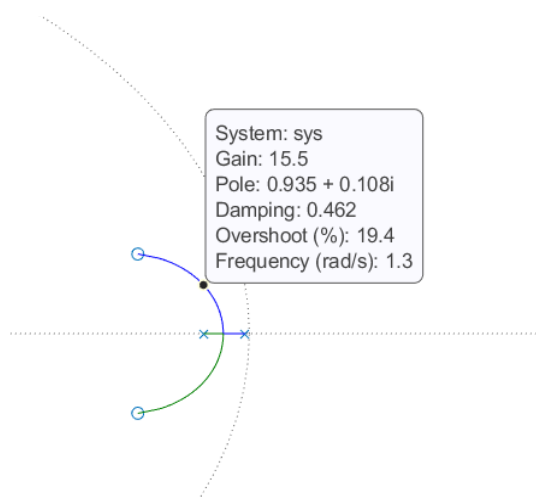 System: sys
Gain: 15.5
Pole: 0.935 + 0.108i
Damping: 0.462
Overshoot (%): 19.4
Frequency (rad/s): 1.3